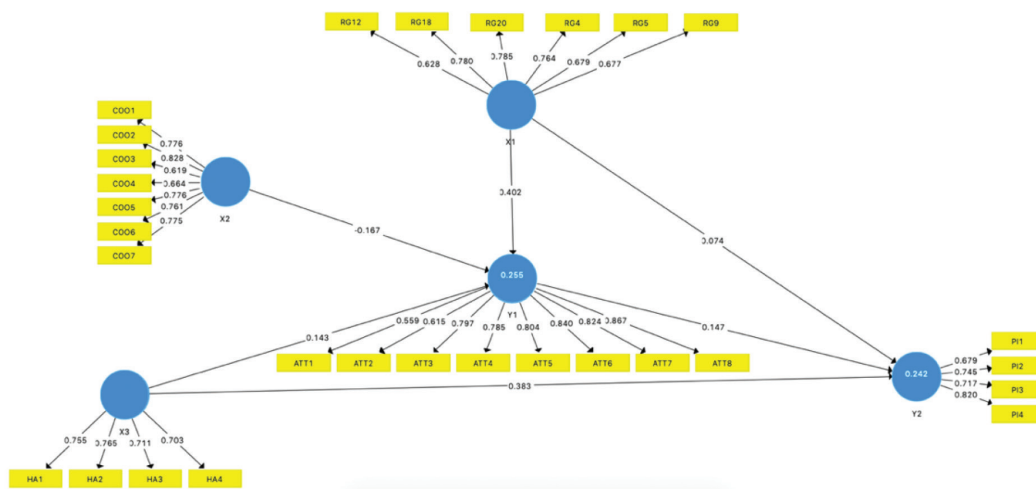 RG12 RG18 RG20 RG4 RG5 RG9
0.628 0.780 0.785 0.764 0.679 0.677
X1
COO1
COO2
COO3
COO4
COO5
COO6
COO7
0.776
0.828
0.619
0.664
0.776
0.761
0.775
X2
0.402
-0.167
0.074
0.255
Y1
0.143
0.559 0.615 0.797 0.785 0.804 0.840 0.824 0.867
0.147
ATT1 ATT2 ATT3 ATT4 ATT5 ATT6 ATT7 ATT8
0.383
0.242
Y2
0.679
0.745
0.717
0.820
PI1
PI2
PI3
PI4
X3
0.755 0.765 0.711 0.703
HA1 HA2 HA3 HA4